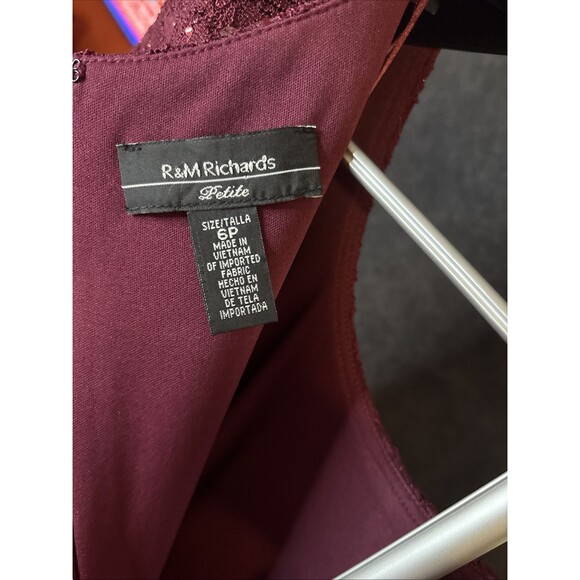 R&M Richards
Petite
SIZE/TALLA
6P
MADE IN
VIETNAM
OF IMPORTED
FABRIC
HECHO EN
VIETNAM
DE TELA
IMPORTADA